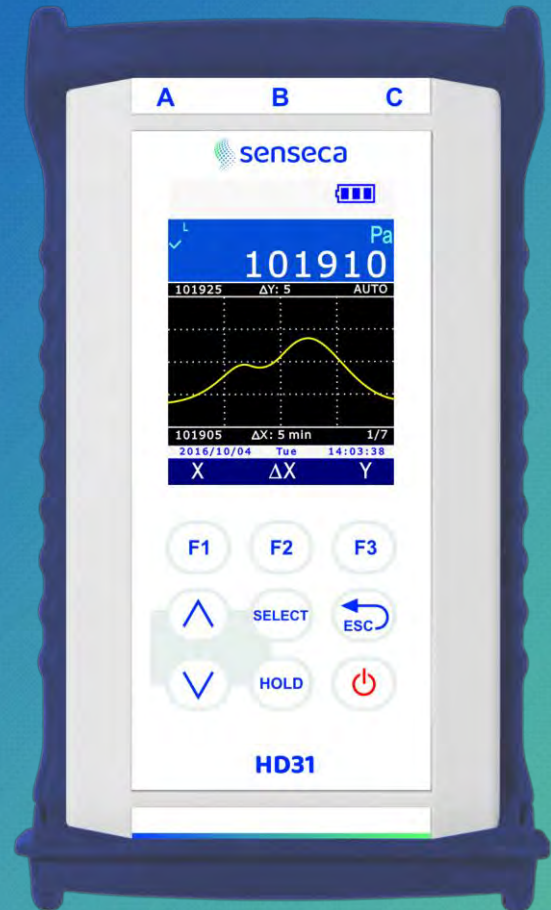 A B C
senseca
L Pa
101910
101925 ΔY: 5 AUTO
101905 ΔX: 5 min 1/7
2016/10/04 Tue 14:03:38
X ΔX Y
F1 F2 F3
SELECT ESC
HOLD
HD31